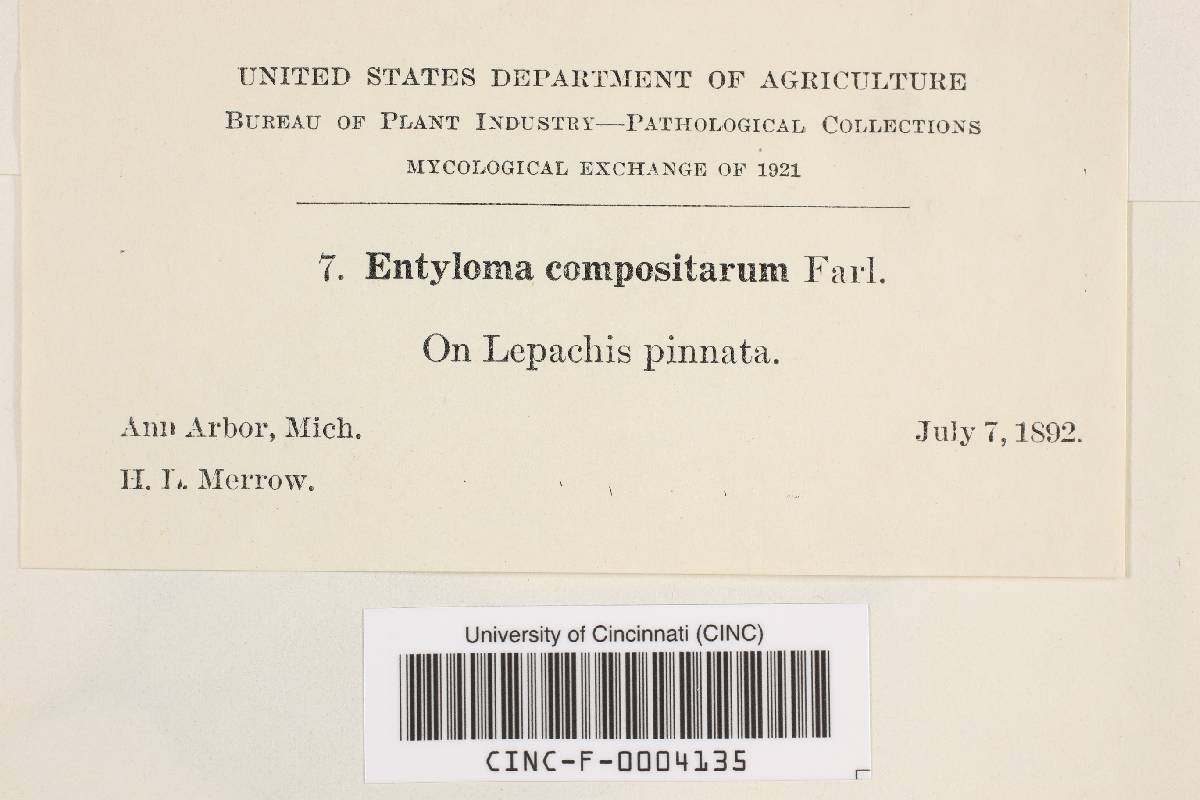 UNITED STATES DEPARTMENT OF AGRICULTURE
BUREAU OF PLANT INDUSTRY—PATHOLOGICAL COLLECTIONS
MYCOLOGICAL EXCHANGE OF 1921
7. Entyloma compositarum Farl.
On Lepachis pinnata.
Ann Arbor, Mich. July 7, 1892.
H. L. Merrow.
University of Cincinnati (CINC)
CINC-F-0004135